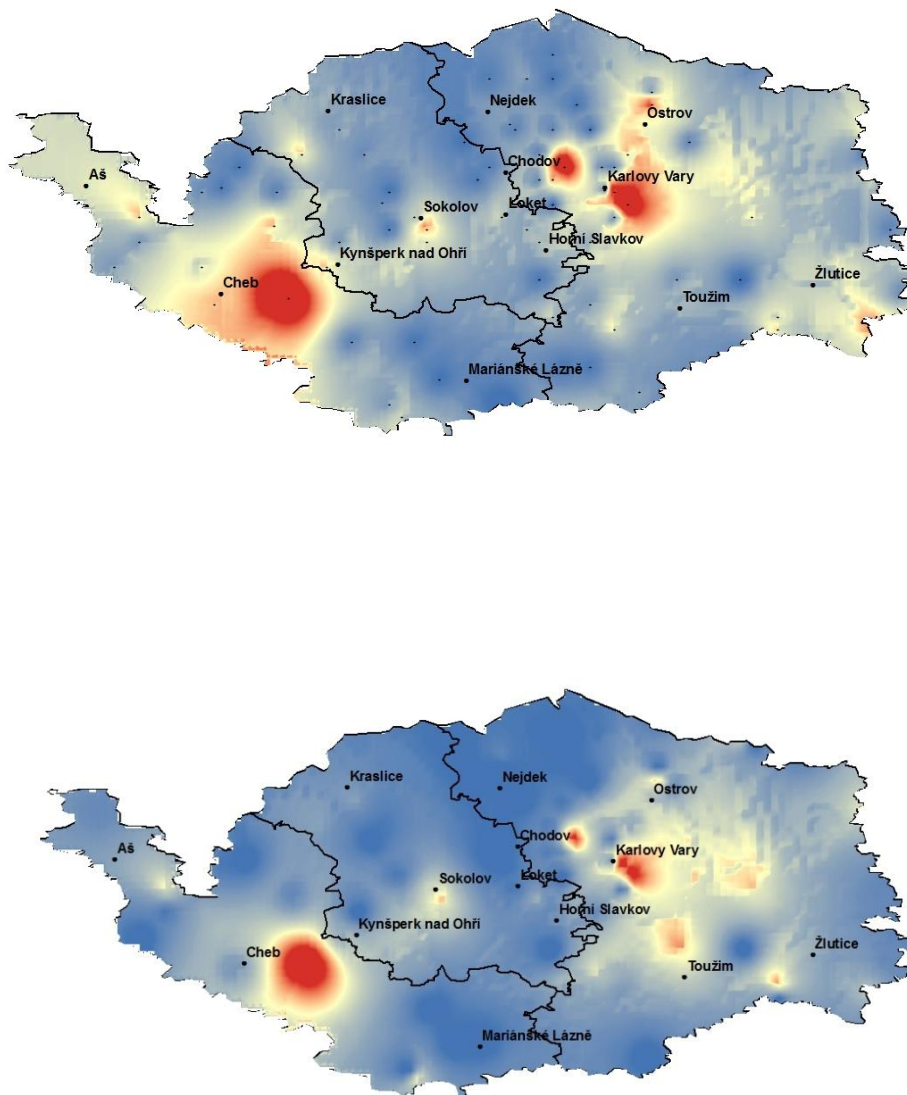 Kraslice
Nejdek
Ostrov
Aš
Chodov
Karlovy Vary
Sokolov
Loket
Horní Slavkov
Kynšperk nad Ohří
Cheb
Žlutice
Toužim
Mariánské Lázně
Kraslice
Nejdek
Ostrov
Chodov
Aš
Karlovy Vary
Sokolov
Loket
Horní Slavkov
Kynšperk nad Ohří
Cheb
Žlutice
Toužim
Mariánské Lázně